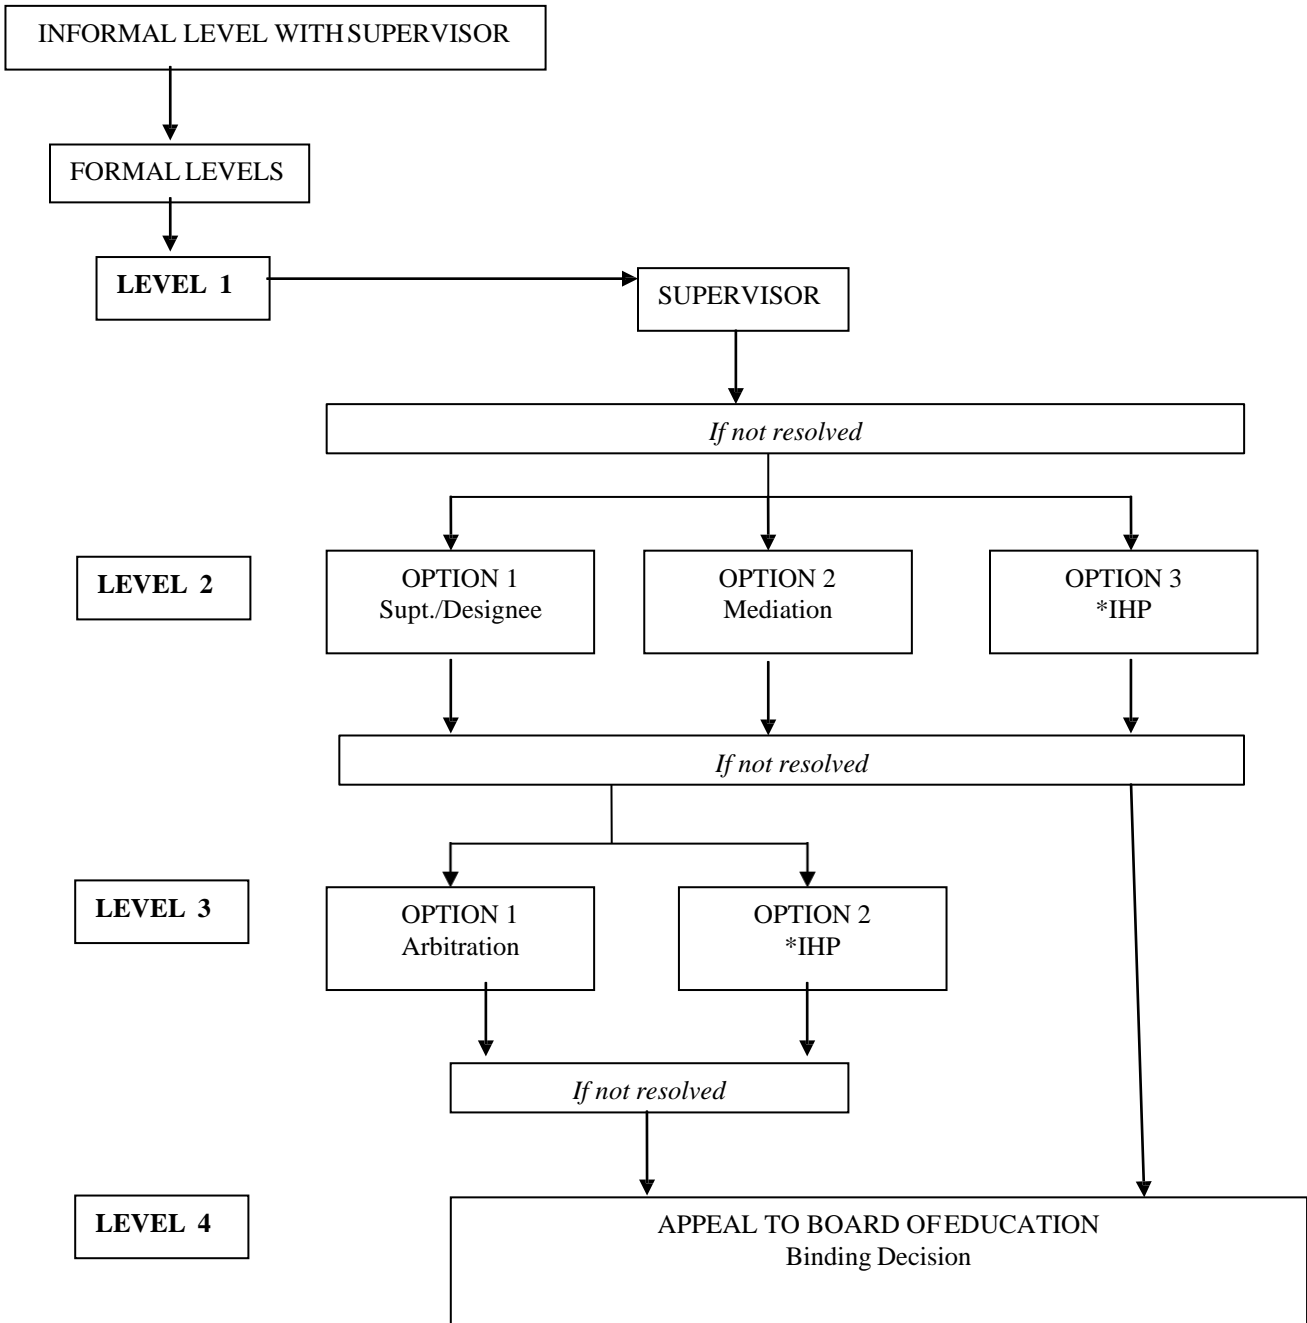 INFORMAL LEVEL WITH SUPERVISOR
FORMAL LEVELS
LEVEL 1
SUPERVISOR
If not resolved
LEVEL 2
OPTION 1
Supt./Designee
OPTION 2
Mediation
OPTION 3
*IHP
If not resolved
LEVEL 3
OPTION 1
Arbitration
OPTION 2
*IHP
If not resolved
LEVEL 4
APPEAL TO BOARD OF EDUCATION
Binding Decision